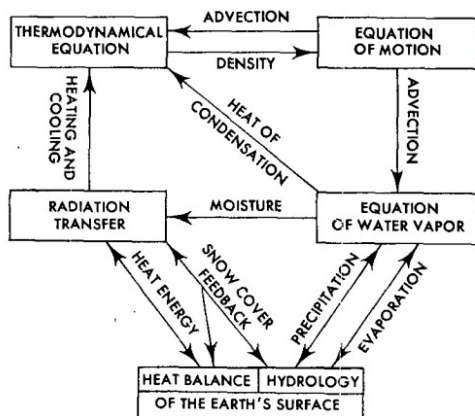 ADVECTION
THERMODYNAMICAL
EQUATION
EQUATION
OF MOTION
DENSITY
HEATING AND
COOLING
HEAT OF
CONDENSATION
ADVECTION
RADIATION
TRANSFER
MOISTURE
EQUATION
OF WATER VAPOR
HEAT ENERGY
SNOW COVER
FEEDBACK
PRECIPITATION
EVAPORATION
HEAT BALANCE
HYDROLOGY
OF THE EARTH'S SURFACE